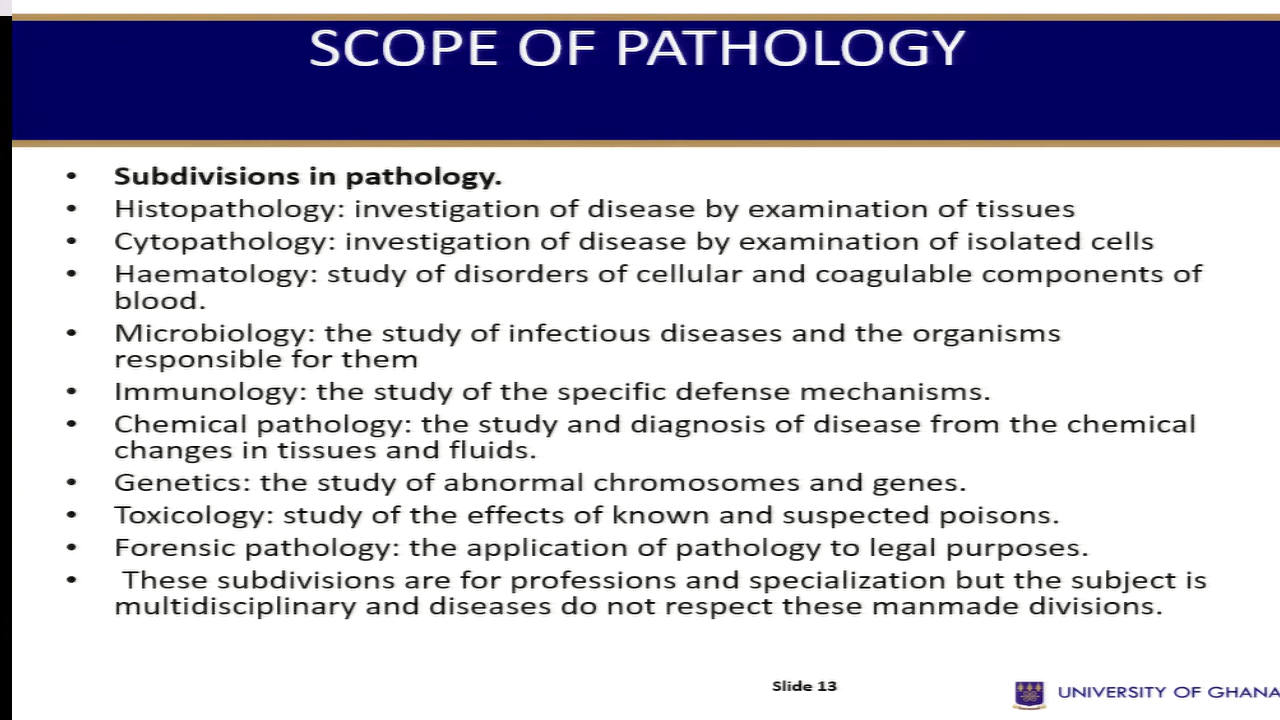 SCOPE OF PATHOLOGY
• Subdivisions in pathology.
• Histopathology: investigation of disease by examination of tissues
• Cytopathology: investigation of disease by examination of isolated cells
• Haematology: study of disorders of cellular and coagulable components of
blood.
• Microbiology: the study of infectious diseases and the organisms
responsible for them
• Immunology: the study of the specific defense mechanisms.
• Chemical pathology: the study and diagnosis of disease from the chemical
changes in tissues and fluids.
• Genetics: the study of abnormal chromosomes and genes.
• Toxicology: study of the effects of known and suspected poisons.
• Forensic pathology: the application of pathology to legal purposes.
• These subdivisions are for professions and specialization but the subject is
multidisciplinary and diseases do not respect these manmade divisions.
Slide 13
UNIVERSITY OF GHANA